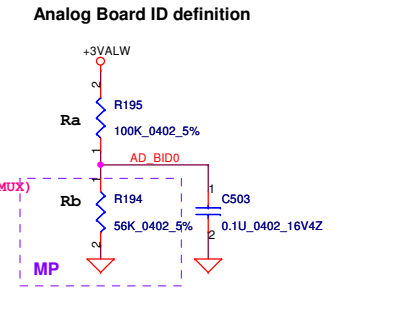 Analog Board ID definition
+3VALW
2
R195
Ra
100K_0402_5%
1
AD_BID0
MUX)
1
1
Rb
R194
C503
56K_0402_5%
0.1U_0402_16V4Z
2
2
MP